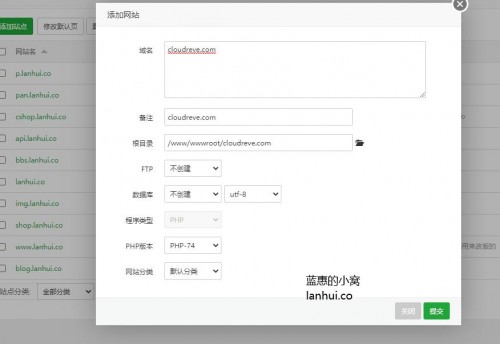 添加站点
修改默认页
网站名
p.lanhui.co
pan.lanhui.co
cshop.lanhui.co
api.lanhui.co
bbs.lanhui.co
lanhui.co
img.lanhui.co
shop.lanhui.co
www.lanhui.co
blog.lanhui.co
站点分类:
全部分类
添加网站
域名
cloudreve.com
备注
cloudreve.com
根目录
/www/wwwroot/cloudreve.com
FTP
不创建
数据库
不创建
utf-8
程序类型
PHP
PHP版本
PHP-74
网站分类
默认分类
蓝惠的小窝
lanhui.co
关闭
提交